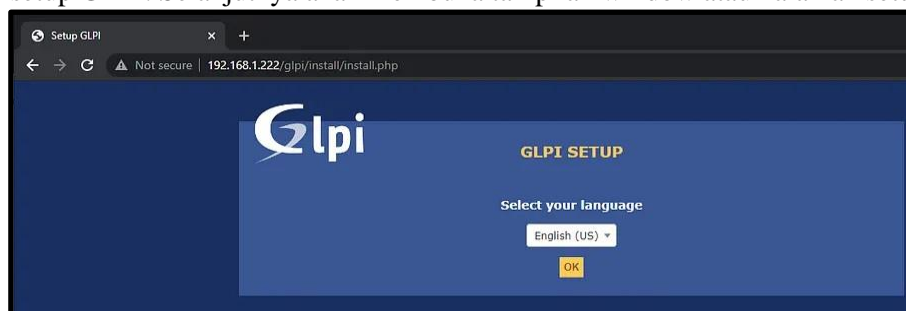 Setup GLPI
Not secure | 192.168.1.222/glpi/install/install.php
Glpi
GLPI SETUP
Select your language
English (US)
OK